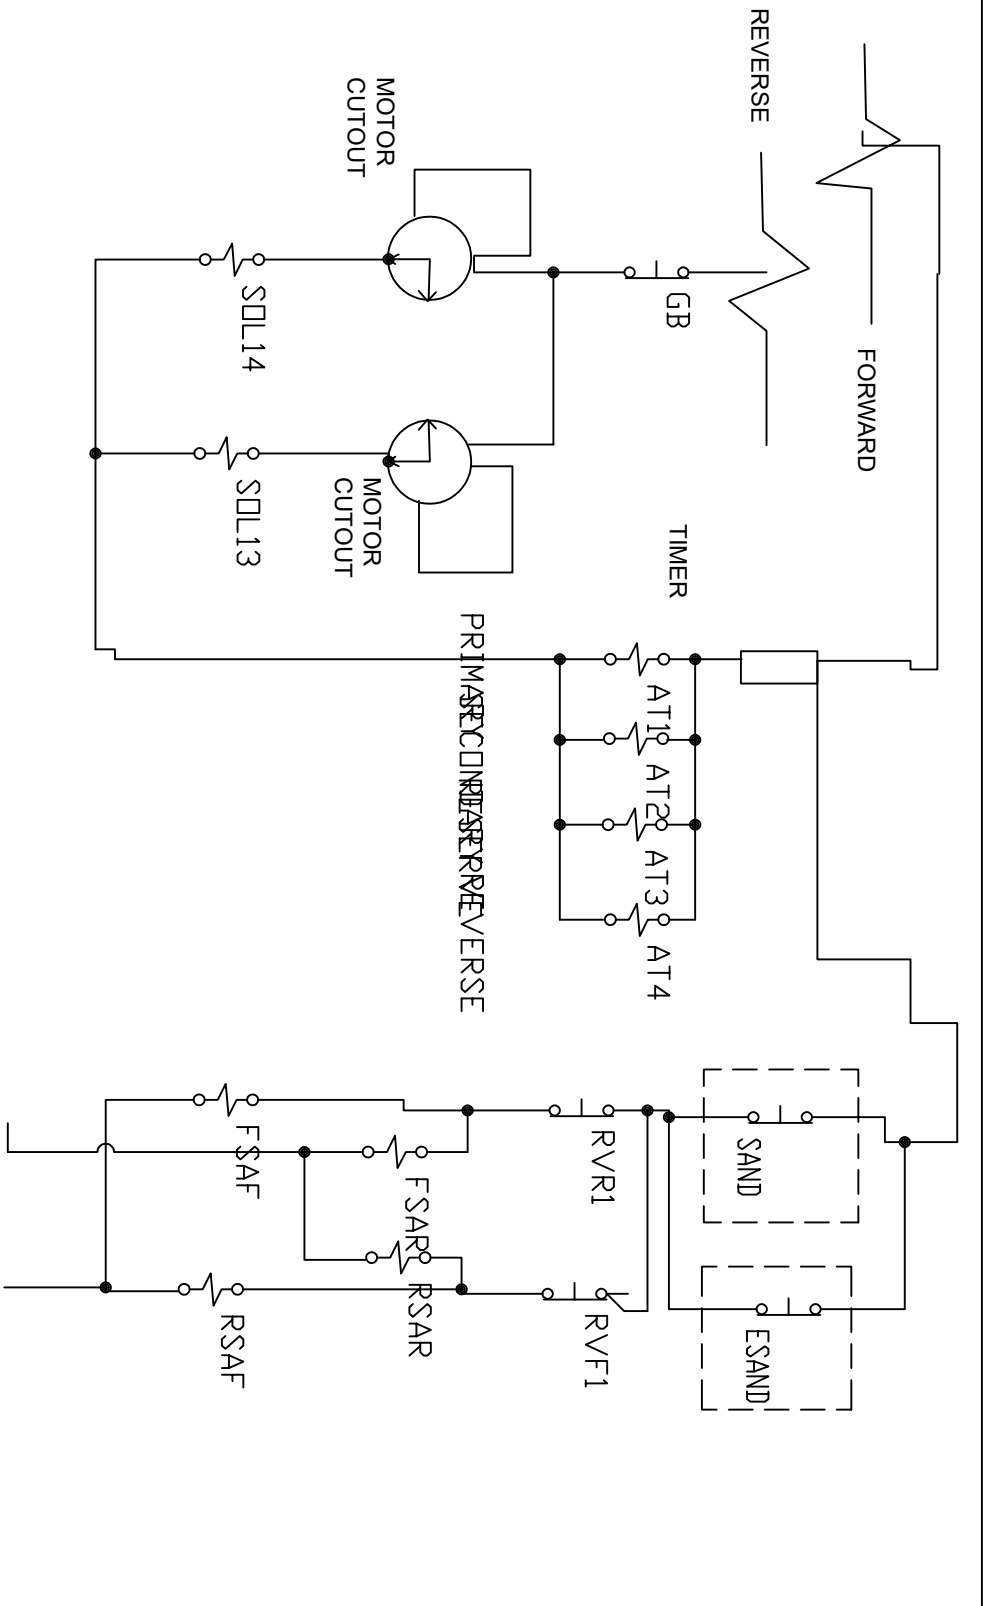 REVERSE
FORWARD
MOTOR
CUTOUT
GB
SOL14
MOTOR
CUTOUT
SOL13
TIMER
AT1
AT2
AT3
AT4
SAND
ESAND
RVR1
RVF1
FSAF
FSAR
RSAR
RSAF